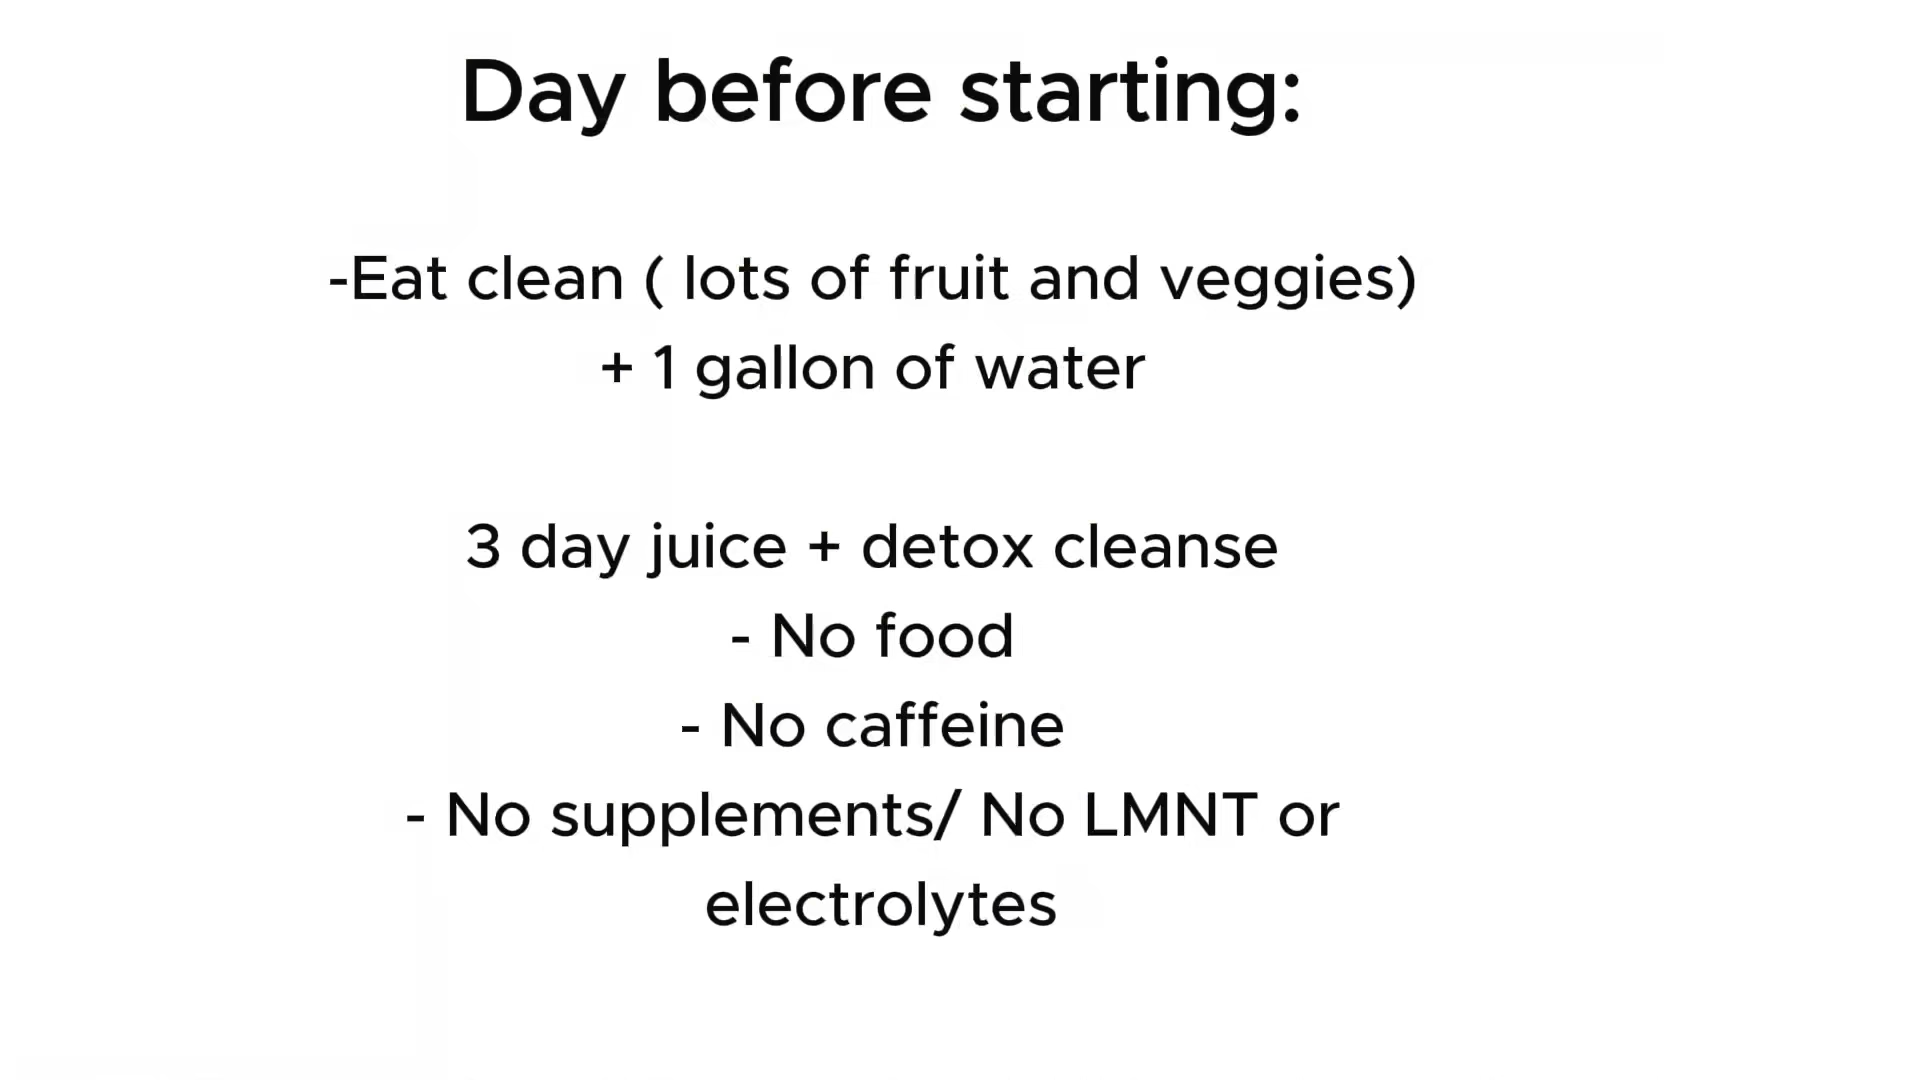 Day before starting:
-Eat clean ( lots of fruit and veggies)
+ 1 gallon of water
3 day juice + detox cleanse
- No food
- No caffeine
- No supplements/ No LMNT or
electrolytes